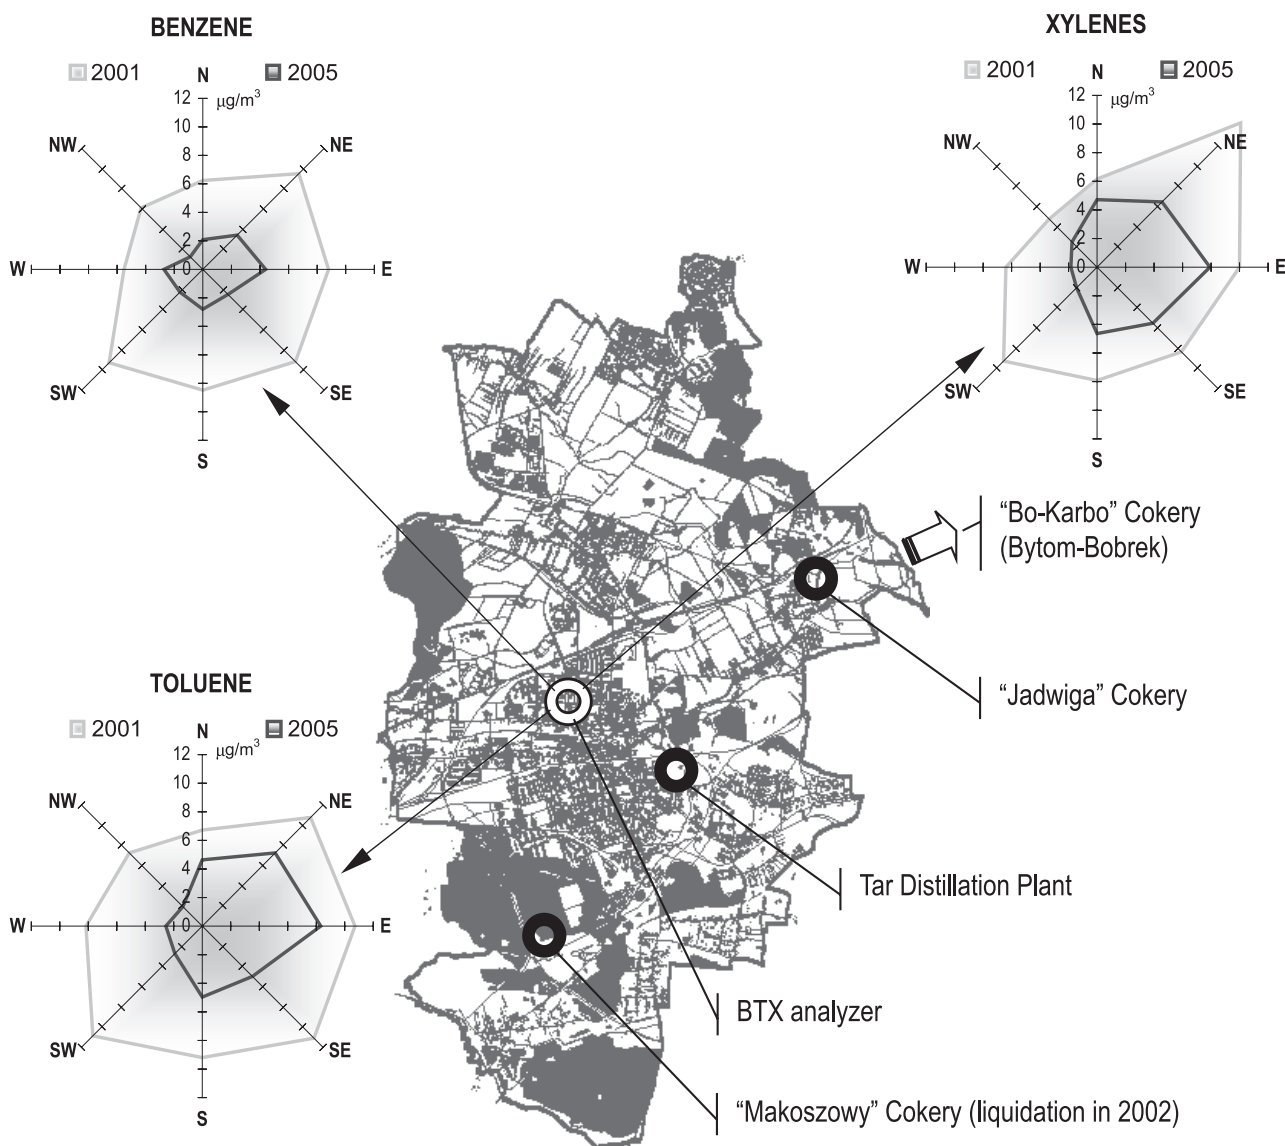 BENZENE
2001
2005
N
12
µg/m³
10
8
6
4
2
0
NW
NE
W
E
SW
SE
S
XYLENES
2001
2005
N
12
µg/m³
10
8
6
4
2
0
NW
NE
W
E
SW
SE
S
“Bo-Karbo” Cokery
(Bytom-Bobrek)
“Jadwiga” Cokery
TOLUENE
2001
2005
N
12
µg/m³
10
8
6
4
2
0
NW
NE
W
E
SW
SE
S
Tar Distillation Plant
BTX analyzer
“Makoszowy” Cokery (liquidation in 2002)